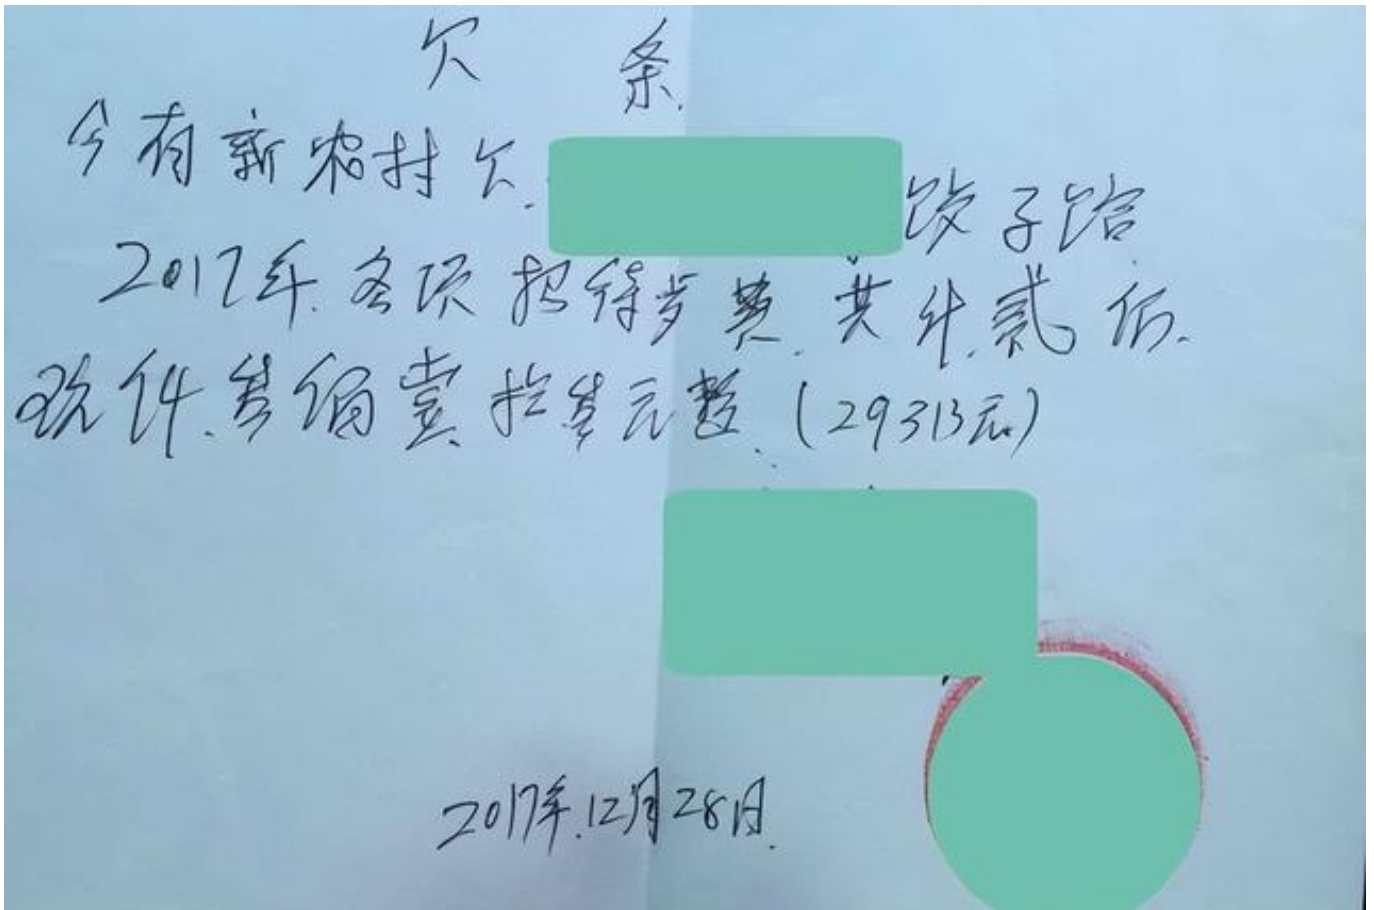 欠 条
今有新农村欠 饺子馆
2017年各项招待费共计贰万
玖仟叁佰壹拾叁元整(29313元)
2017年12月28日